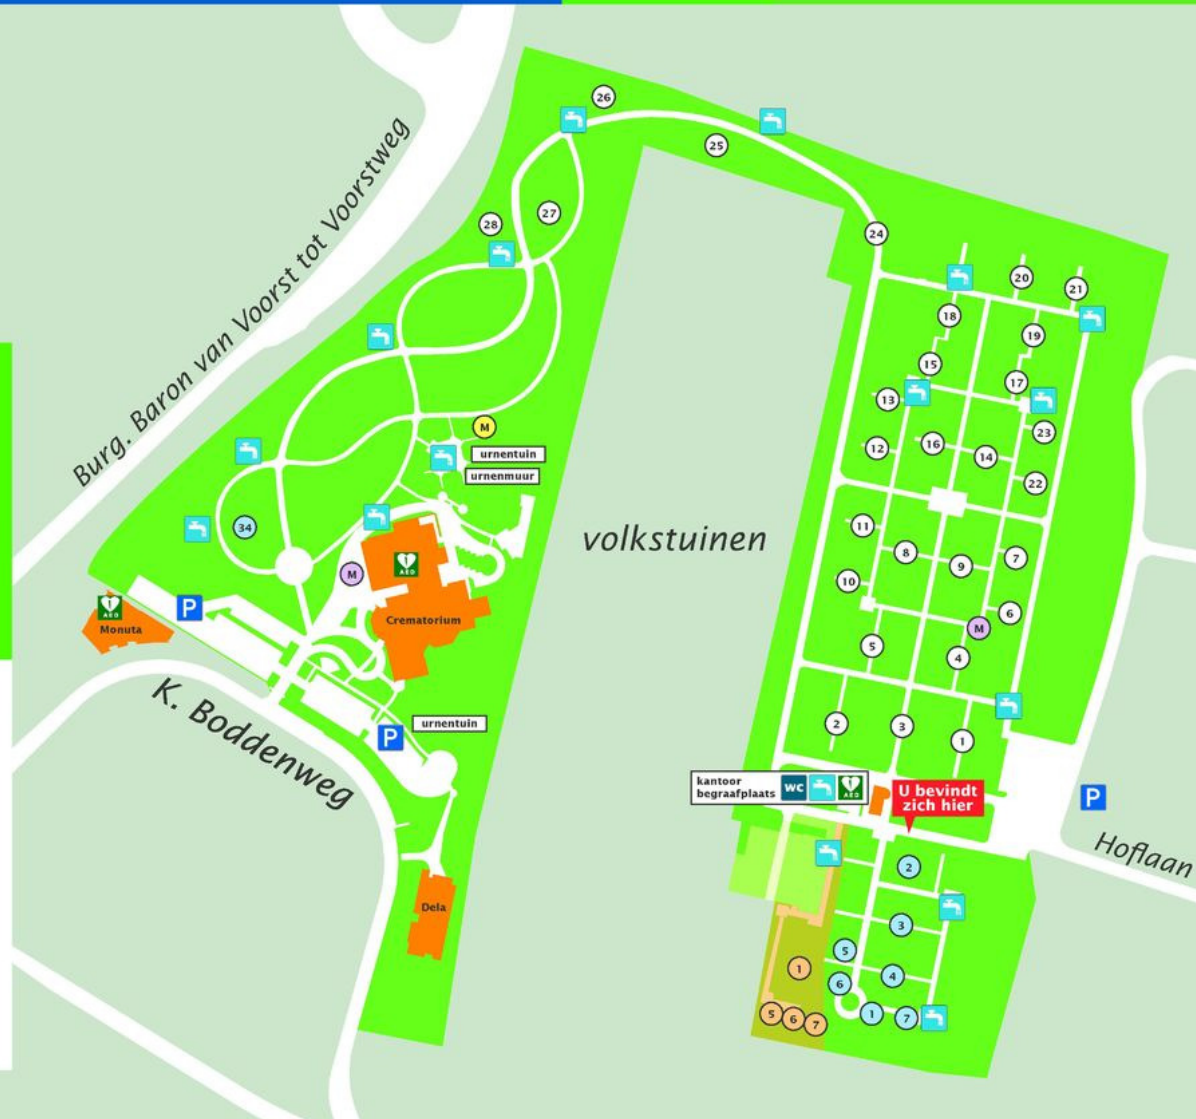 26
25
28
27
24
20
21
18
19
15
17
13
23
12
16
14
22
11
8
9
7
10
6
M
5
4
2
3
1
Burg. Baron van Voorst tot Voorstweg
M
urnentuin
urnenmuur
34
volkstuinen
AED
M
AED
Monuta
P
Crematorium
K. Boddenweg
urnentuin
P
kantoor
begraafplaats WC AED
U bevindt
zich hier
P
Hoflaan
Dela
2
3
5
4
6
1
7
1
5
6
7